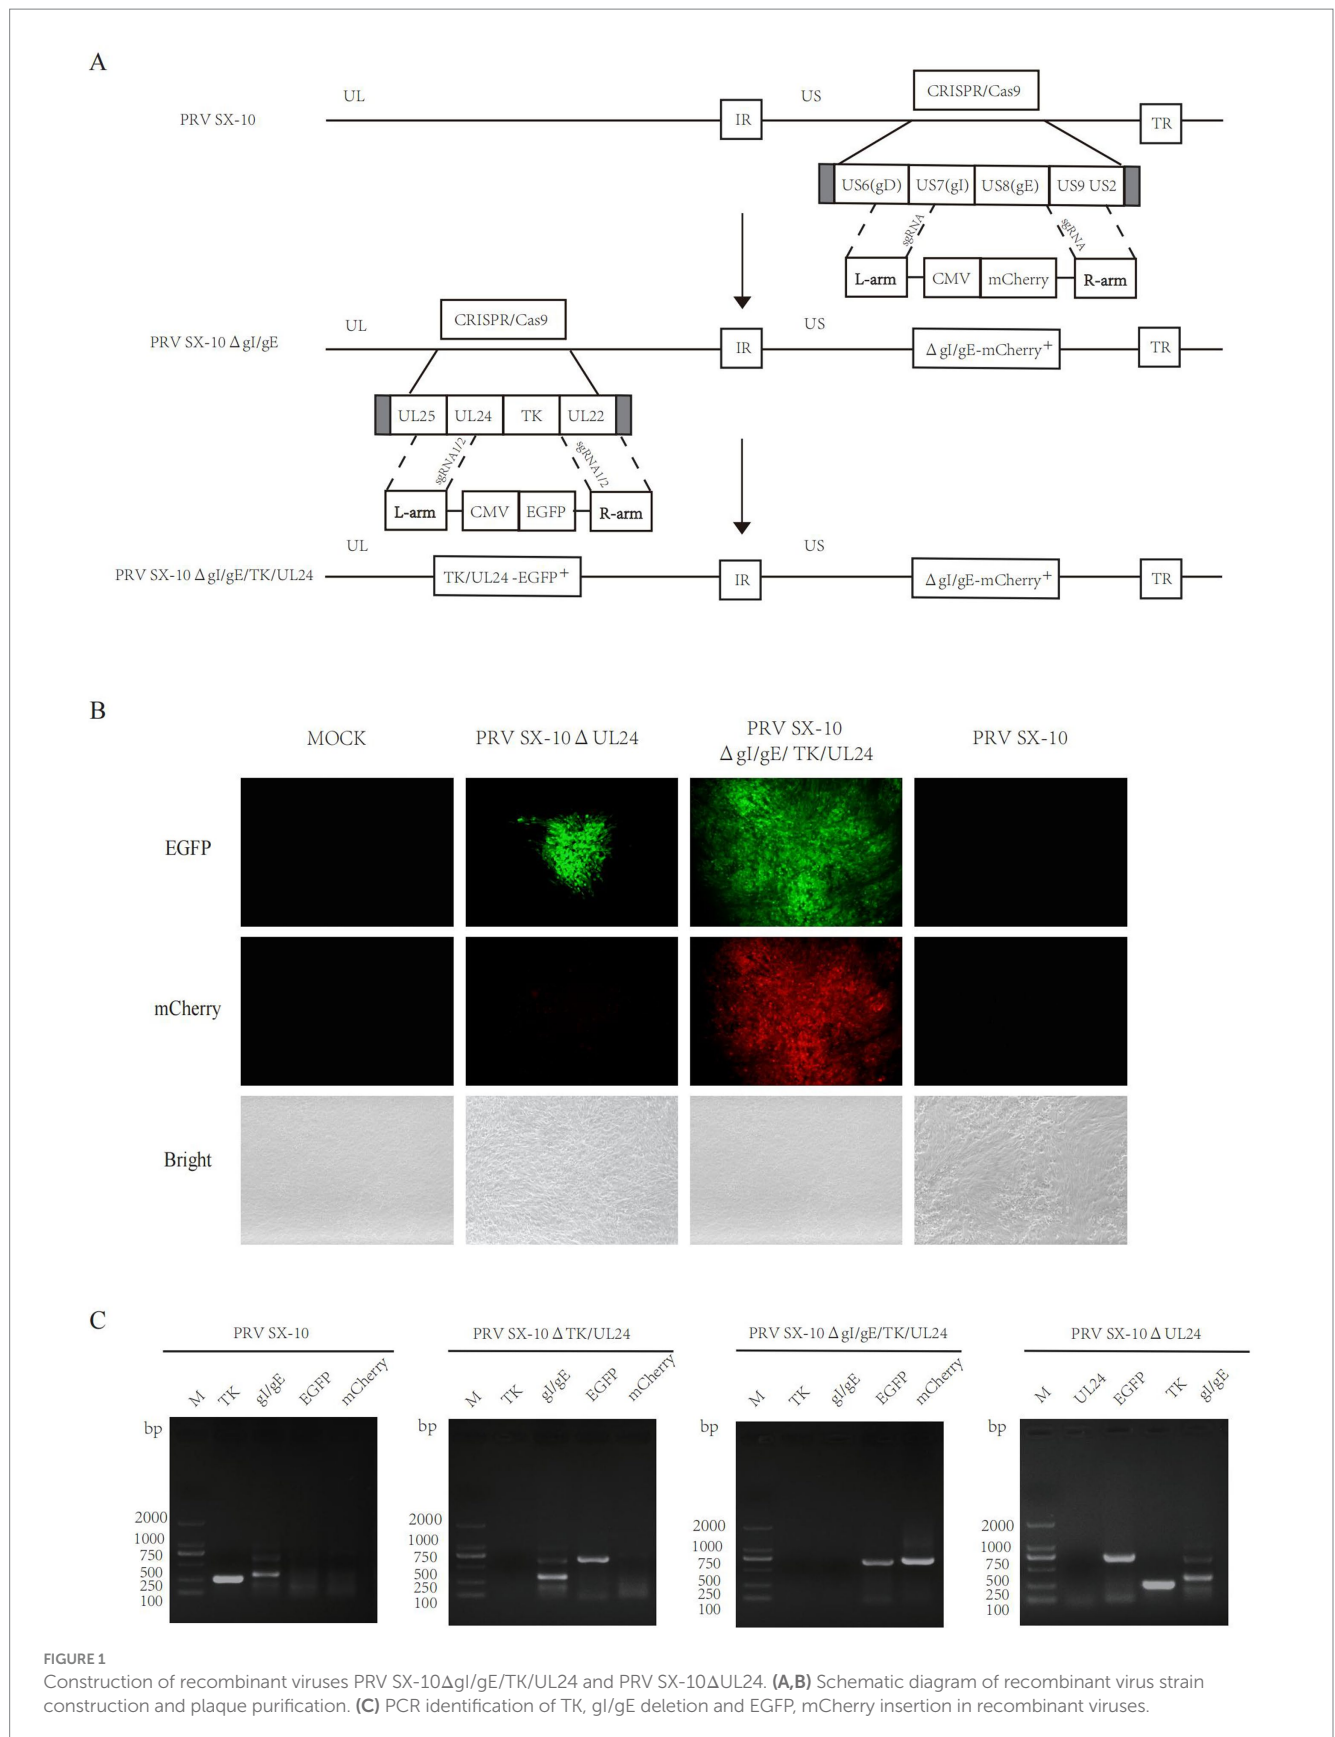 A
UL
US
CRISPR/Cas9
PRV SX-10
IR
TR
US6(gD) US7(gI) US8(gE) US9 US2
sgRNA sgRNA
L-arm CMV mCherry R-arm
CRISPR/Cas9
UL
US
PRV SX-10 Δ gI/gE
IR
Δ gI/gE-mCherry+
TR
UL25 UL24 TK UL22
sgRNA1/2 sgRNA1/2
L-arm CMV EGFP R-arm
UL
US
PRV SX-10 Δ gI/gE/TK/UL24
TK/UL24 -EGFP+
IR
Δ gI/gE-mCherry+
TR
B
MOCK
PRV SX-10 Δ UL24
PRV SX-10
Δ gI/gE/ TK/UL24
PRV SX-10
EGFP
mCherry
Bright
C
PRV SX-10
M TK gI/gE EGFP mCherry
bp
2000
1000
750
500
250
100
PRV SX-10 Δ TK/UL24
M TK gI/gE EGFP mCherry
bp
2000
1000
750
500
250
100
PRV SX-10 Δ gI/gE/TK/UL24
M TK gI/gE EGFP mCherry
bp
2000
1000
750
500
250
100
PRV SX-10 Δ UL24
M UL24 EGFP TK gI/gE
bp
2000
1000
750
500
250
100
FIGURE 1
Construction of recombinant viruses PRV SX-10ΔgI/gE/TK/UL24 and PRV SX-10ΔUL24. (A,B) Schematic diagram of recombinant virus strain
construction and plaque purification. (C) PCR identification of TK, gI/gE deletion and EGFP, mCherry insertion in recombinant viruses.